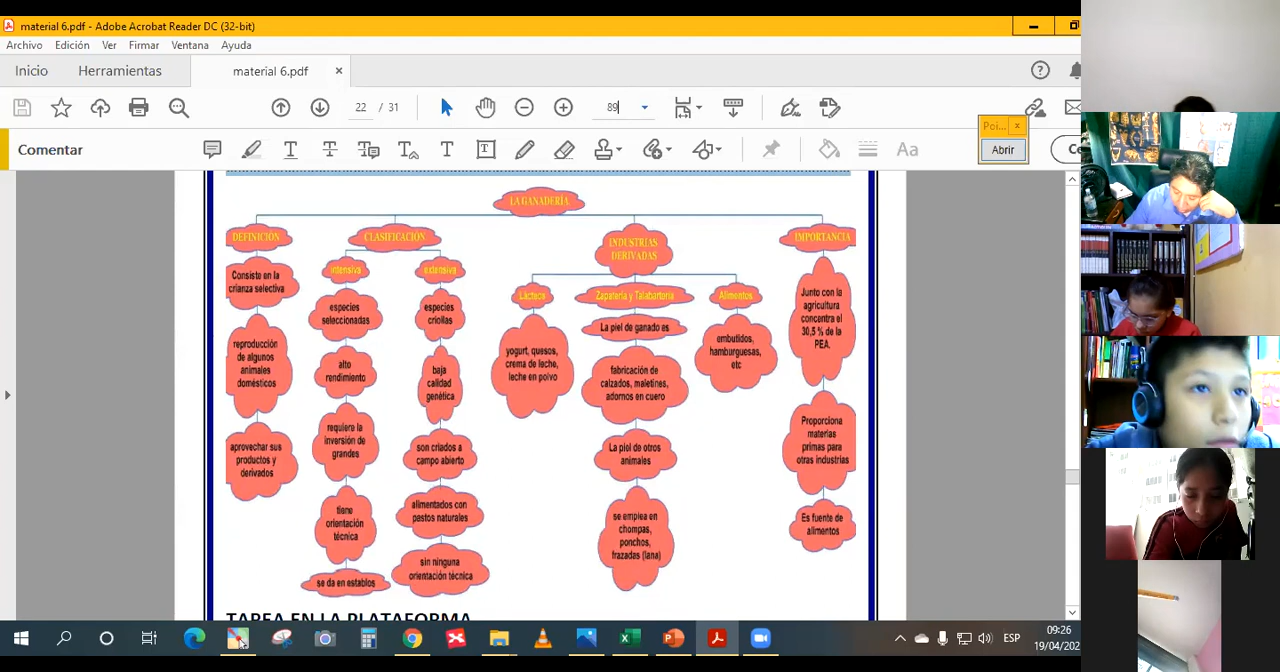 material 6.pdf - Adobe Acrobat Reader DC (32-bit)
Archivo Edición Ver Firmar Ventana Ayuda
Inicio Herramientas material 6.pdf ×
22 / 31 89
Comentar
Abrir
LA GANADERÍA
DEFINICIÓN
Consiste en la
crianza selectiva
reproducción
de algunos
animales
domésticos
aprovechar sus
productos y
derivados
CLASIFICACIÓN
intensiva
especies
seleccionadas
alto
rendimiento
requiere la
inversión de
grandes
tiene
orientación
técnica
se da en establos
extensiva
especies
criollas
baja
calidad
genética
son criados a
campo abierto
alimentados con
pastos naturales
sin ninguna
orientación técnica
INDUSTRIAS
DERIVADAS
Lácteos
yogurt, quesos,
crema de leche,
leche en polvo
Zapatería y Talabartería
La piel de ganado es
fabricación de
calzados, maletines,
adornos en cuero
La piel de otros
animales
se emplea en
chompas,
ponchos,
frazadas (lana)
Alimentos
embutidos,
hamburguesas,
etc
IMPORTANCIA
Junto con la
agricultura
concentra el
30,5 % de la
PEA.
Proporciona
materias
primas para
otras industrias
Es fuente de
alimentos
TAREA EN LA PLATAFORMA
ESP
09:26
19/04/202